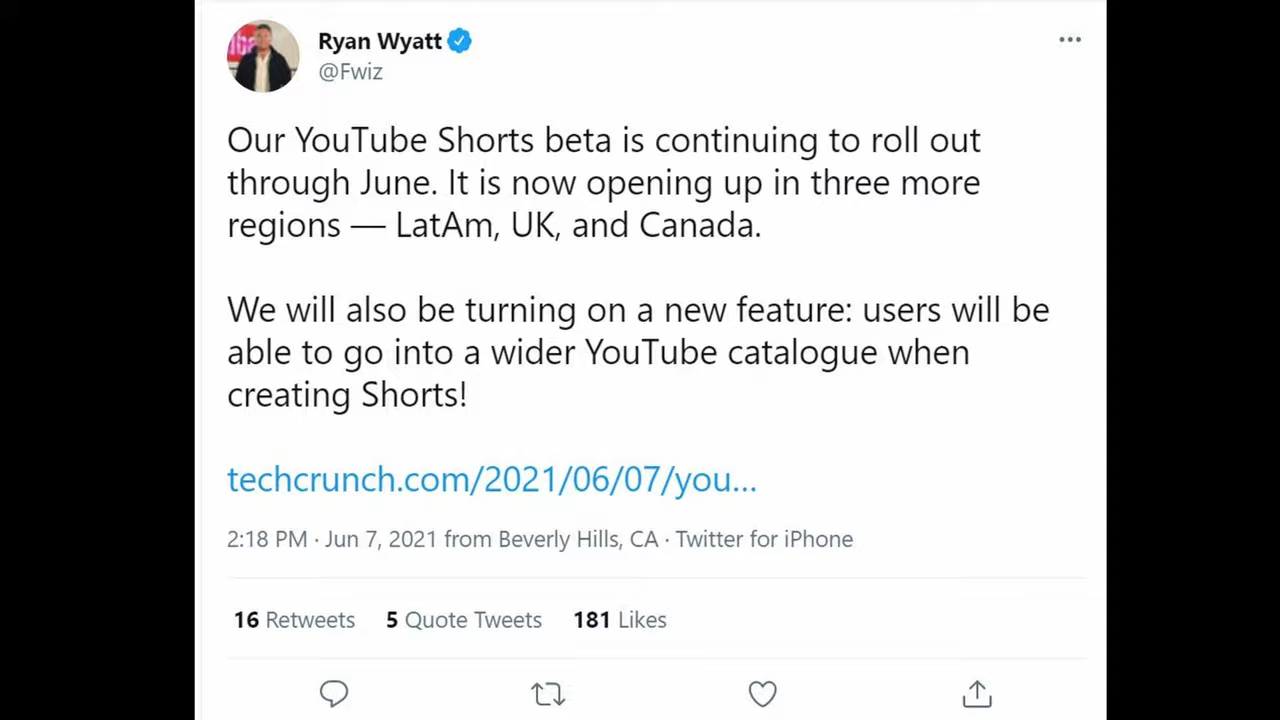 Ryan Wyatt
@Fwiz
Our YouTube Shorts beta is continuing to roll out
through June. It is now opening up in three more
regions — LatAm, UK, and Canada.
We will also be turning on a new feature: users will be
able to go into a wider YouTube catalogue when
creating Shorts!
techcrunch.com/2021/06/07/you...
2:18 PM · Jun 7, 2021 from Beverly Hills, CA · Twitter for iPhone
16 Retweets 5 Quote Tweets 181 Likes